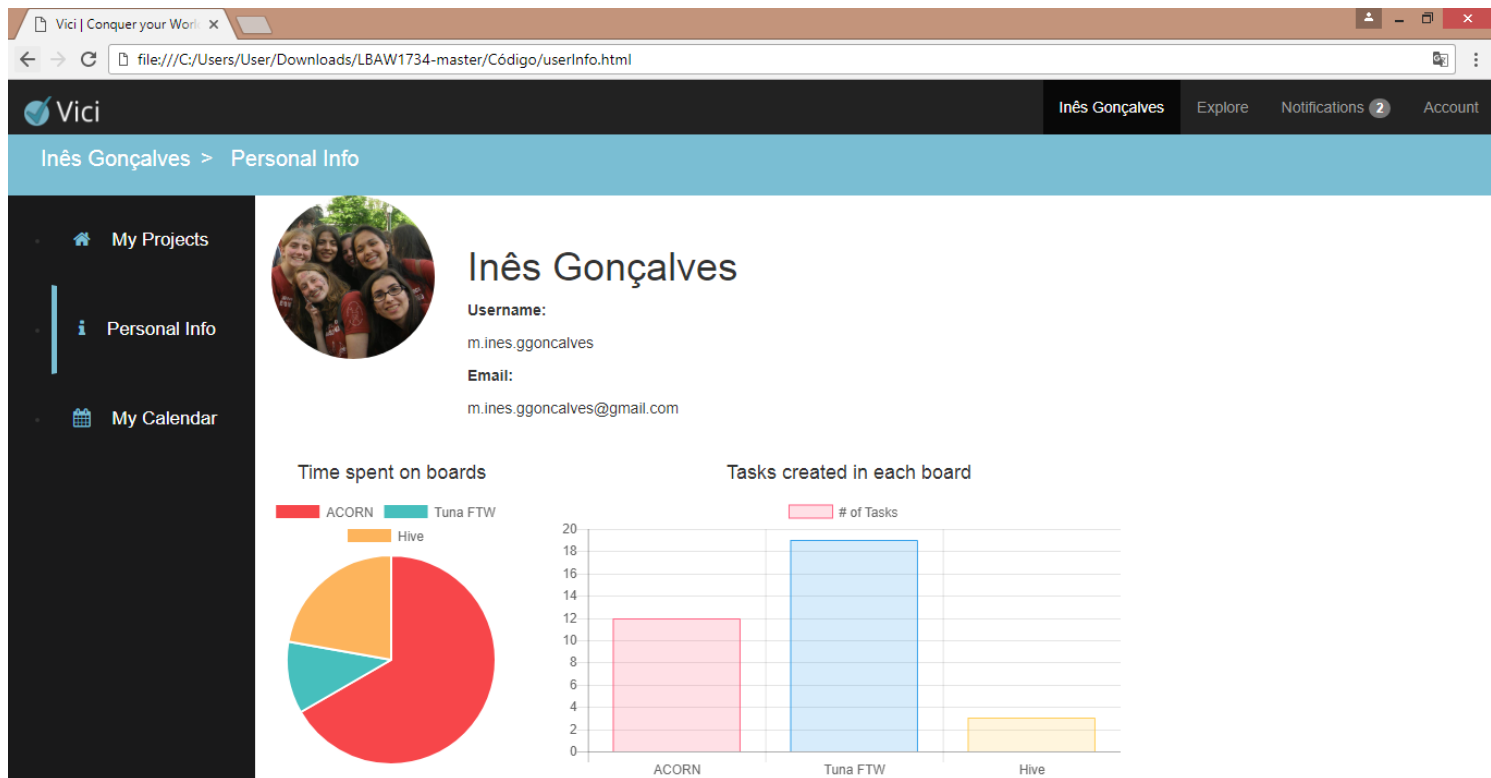 Vici | Conquer your Work
file:///C:/Users/User/Downloads/LBAW1734-master/Código/userInfo.html
Vici
Inês Gonçalves Explore Notifications 2 Account
Inês Gonçalves > Personal Info
My Projects
Personal Info
My Calendar
Inês Gonçalves
Username:
m.ines.ggoncalves
Email:
m.ines.ggoncalves@gmail.com
Time spent on boards
ACORN Tuna FTW
Hive
Tasks created in each board
# of Tasks
20
18
16
14
12
10
8
6
4
2
0
ACORN Tuna FTW Hive